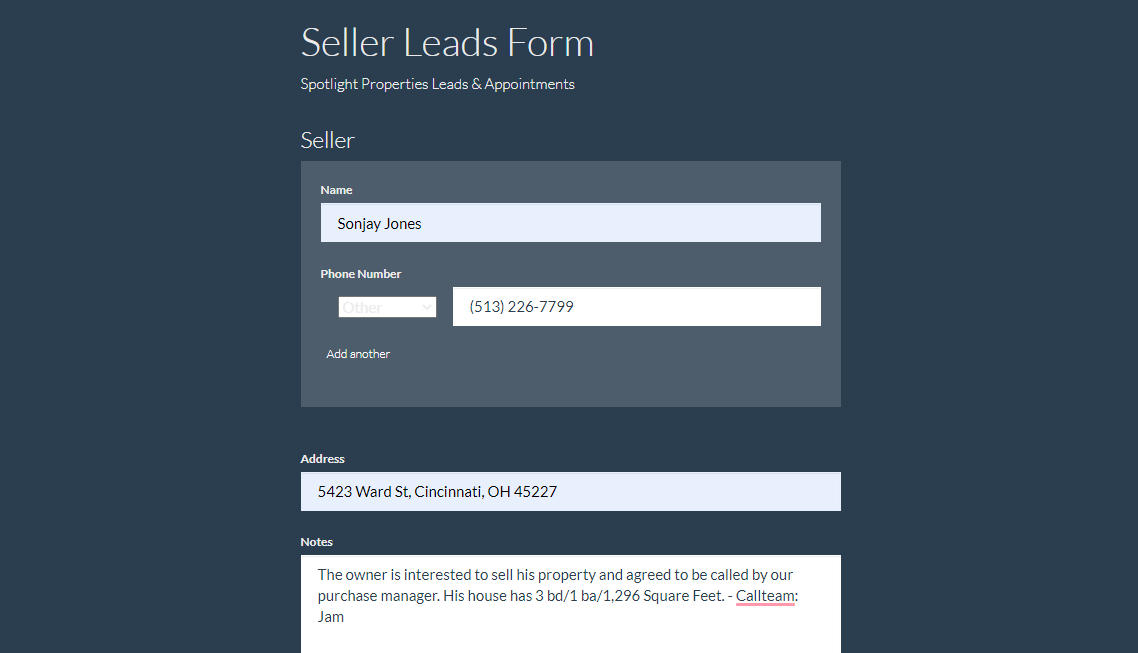 Seller Leads Form
Spotlight Properties Leads & Appointments
Seller
Name
Sonjay Jones
Phone Number
Other (513) 226-7799
Add another
Address
5423 Ward St, Cincinnati, OH 45227
Notes
The owner is interested to sell his property and agreed to be called by our
purchase manager. His house has 3 bd/1 ba/1,296 Square Feet. - Callteam:
Jam